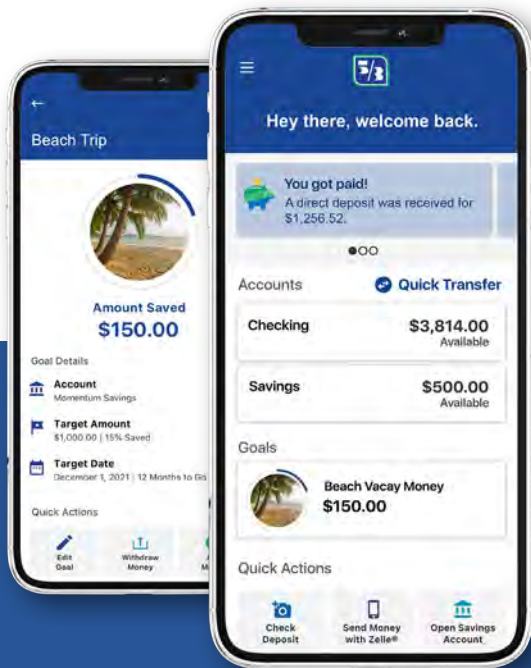 Beach Trip
Amount Saved
$150.00
Goal Details
Account
Momentum Savings
Target Amount
$1,000.00 | 15% Saved
Target Date
December 1, 2021 | 12 Months to Go
Quick Actions
Edit
Goal
Withdraw
Money
5/3
Hey there, welcome back.
You got paid!
A direct deposit was received for
$1,256.52.
Accounts
Quick Transfer
Checking
$3,814.00
Available
Savings
$500.00
Available
Goals
Beach Vacay Money
$150.00
Quick Actions
Check
Deposit
Send Money
with Zelle®
Open Savings
Account